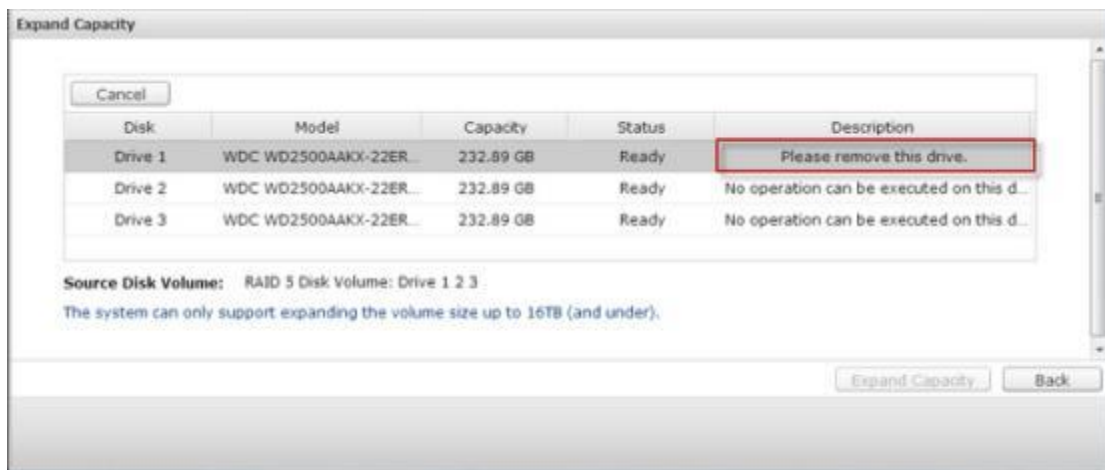 Expand Capacity
Cancel
Disk Model Capacity Status Description
Drive 1 WDC WD2500AAKX-22ER... 232.89 GB Ready Please remove this drive.
Drive 2 WDC WD2500AAKX-22ER... 232.89 GB Ready No operation can be executed on this d...
Drive 3 WDC WD2500AAKX-22ER... 232.89 GB Ready No operation can be executed on this d...
Source Disk Volume: RAID 5 Disk Volume: Drive 1 2 3
The system can only support expanding the volume size up to 16TB (and under).
Expand Capacity Back